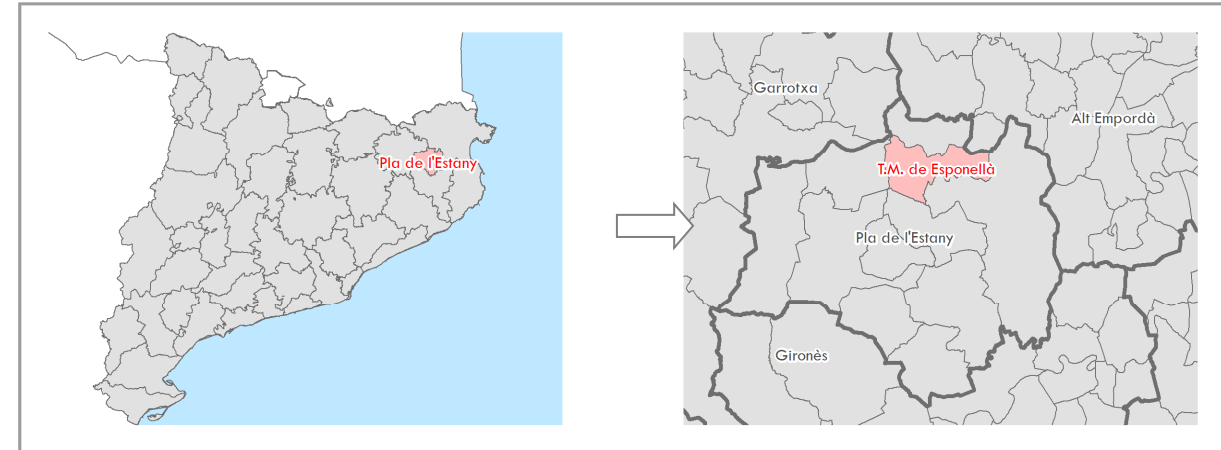 Pla de l'Estany
Garrotxa
Alt Empordà
T.M. de Esponellà
Pla de l'Estany
Gironès